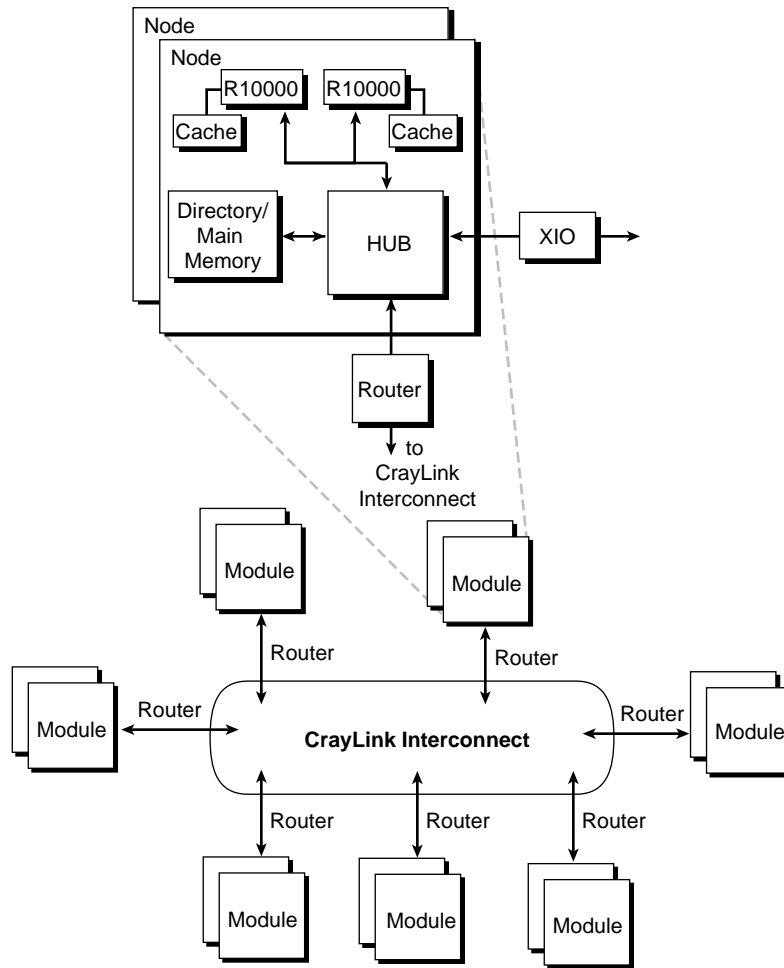 Node
Node
R10000
R10000
Cache
Cache
Directory/
Main
Memory
HUB
XIO
Router
to
CrayLink
Interconnect
Module
Module
Router
Router
Module
Router
CrayLink Interconnect
Router
Module
Router
Router
Router
Module
Module
Module